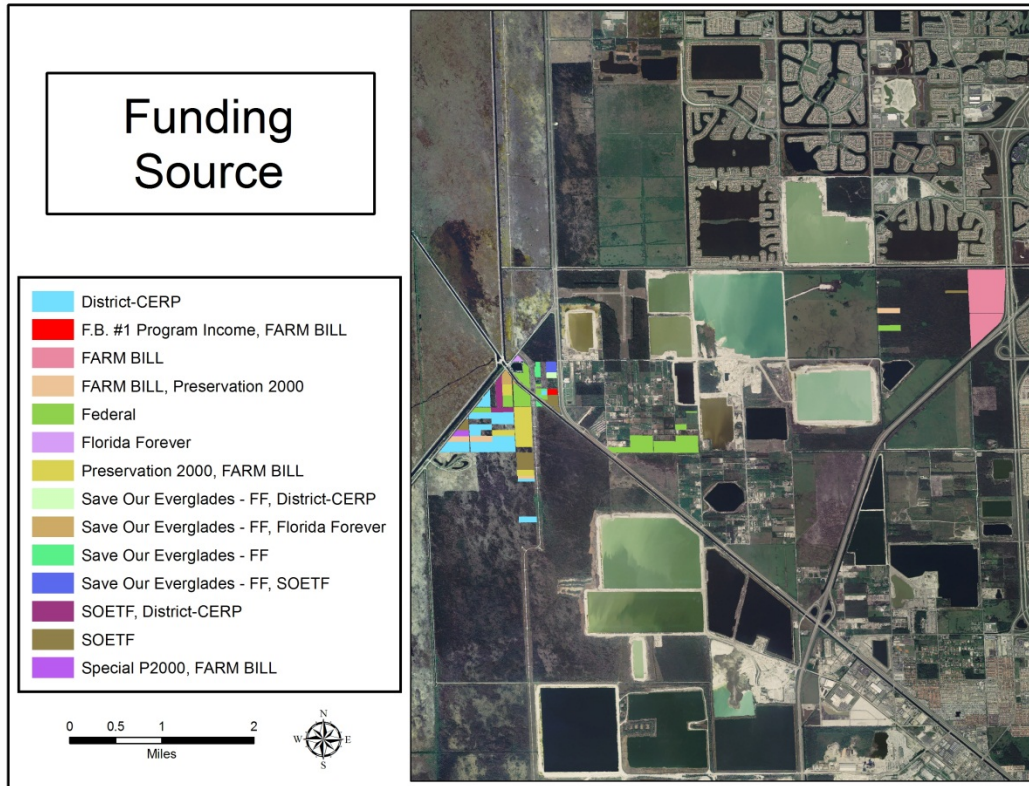 Funding
Source
District-CERP
F.B. #1 Program Income, FARM BILL
FARM BILL
FARM BILL, Preservation 2000
Federal
Florida Forever
Preservation 2000, FARM BILL
Save Our Everglades - FF, District-CERP
Save Our Everglades - FF, Florida Forever
Save Our Everglades - FF
Save Our Everglades - FF, SOETF
SOETF, District-CERP
SOETF
Special P2000, FARM BILL
0 0.5 1 2
Miles
N
W E
S